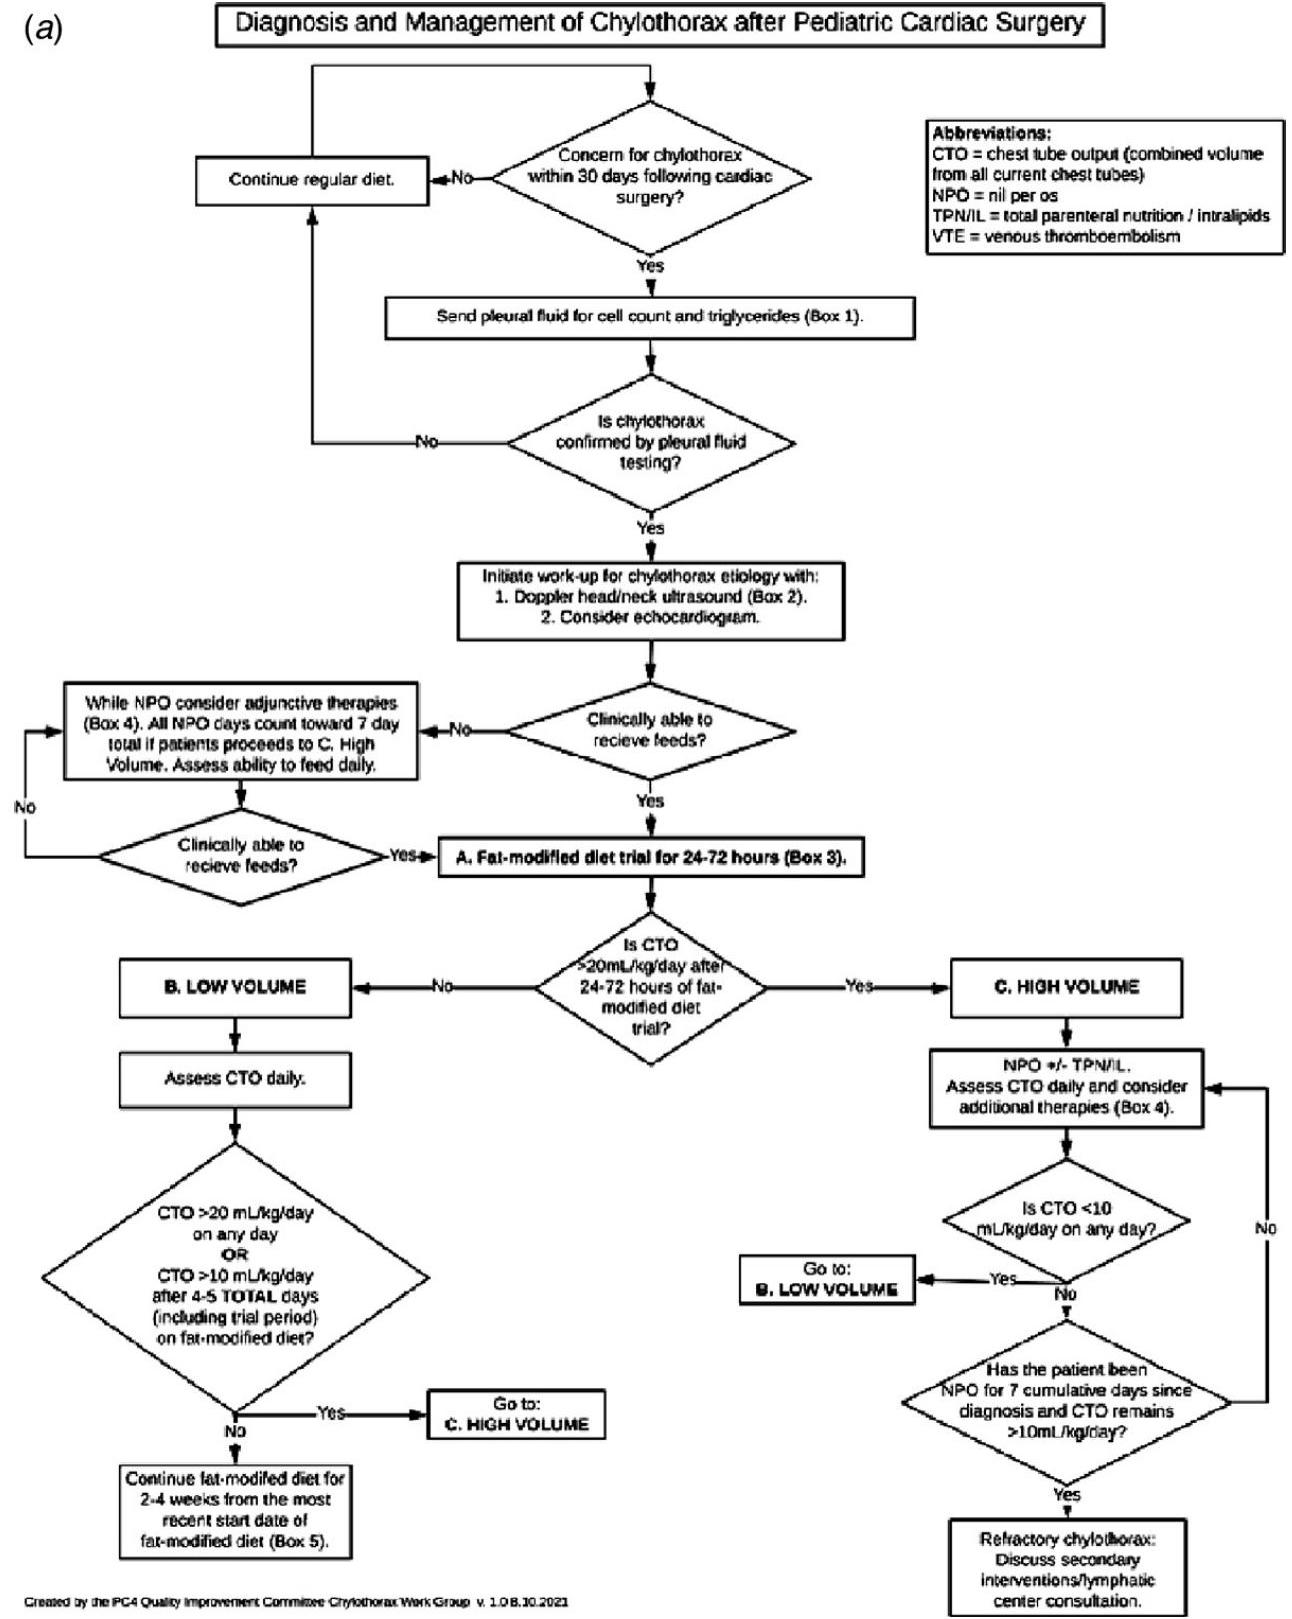 (a)
Diagnosis and Management of Chylothorax after Pediatric Cardiac Surgery
Abbreviations:
CTO = chest tube output (combined volume
from all current chest tubes)
NPO = nil per os
TPN/IL = total parenteral nutrition / intralipids
VTE = venous thromboembolism
Concern for chylothorax
within 30 days following cardiac
surgery?
No
Continue regular diet.
Yes
Send pleural fluid for cell count and triglycerides (Box 1).
Is chylothorax
confirmed by pleural fluid
testing?
No
Yes
Initiate work-up for chylothorax etiology with:
1. Doppler head/neck ultrasound (Box 2).
2. Consider echocardiogram.
Clinically able to
recieve feeds?
No
While NPO consider adjunctive therapies
(Box 4). All NPO days count toward 7 day
total if patients proceeds to C. High
Volume. Assess ability to feed daily.
No
Clinically able to
recieve feeds?
Yes
Yes
A. Fat-modified diet trial for 24-72 hours (Box 3).
Is CTO
>20mL/kg/day after
24-72 hours of fat-
modified diet
trial?
No
Yes
B. LOW VOLUME
Assess CTO daily.
CTO >20 mL/kg/day
on any day
OR
CTO >10 mL/kg/day
after 4-5 TOTAL days
(including trial period)
on fat-modified diet?
Yes
Go to:
C. HIGH VOLUME
No
Continue fat-modifed diet for
2-4 weeks from the most
recent start date of
fat-modified diet (Box 5).
C. HIGH VOLUME
NPO +/- TPN/IL.
Assess CTO daily and consider
additional therapies (Box 4).
Is CTO <10
mL/kg/day on any day?
Yes
Go to:
B. LOW VOLUME
No
Has the patient been
NPO for 7 cumulative days since
diagnosis and CTO remains
>10mL/kg/day?
No
Yes
Refractory chylothorax:
Discuss secondary
interventions/lymphatic
center consultation.
Created by the PC4 Quality Improvement Committee Chylothorax Work Group v. 1.0 8.10.2021